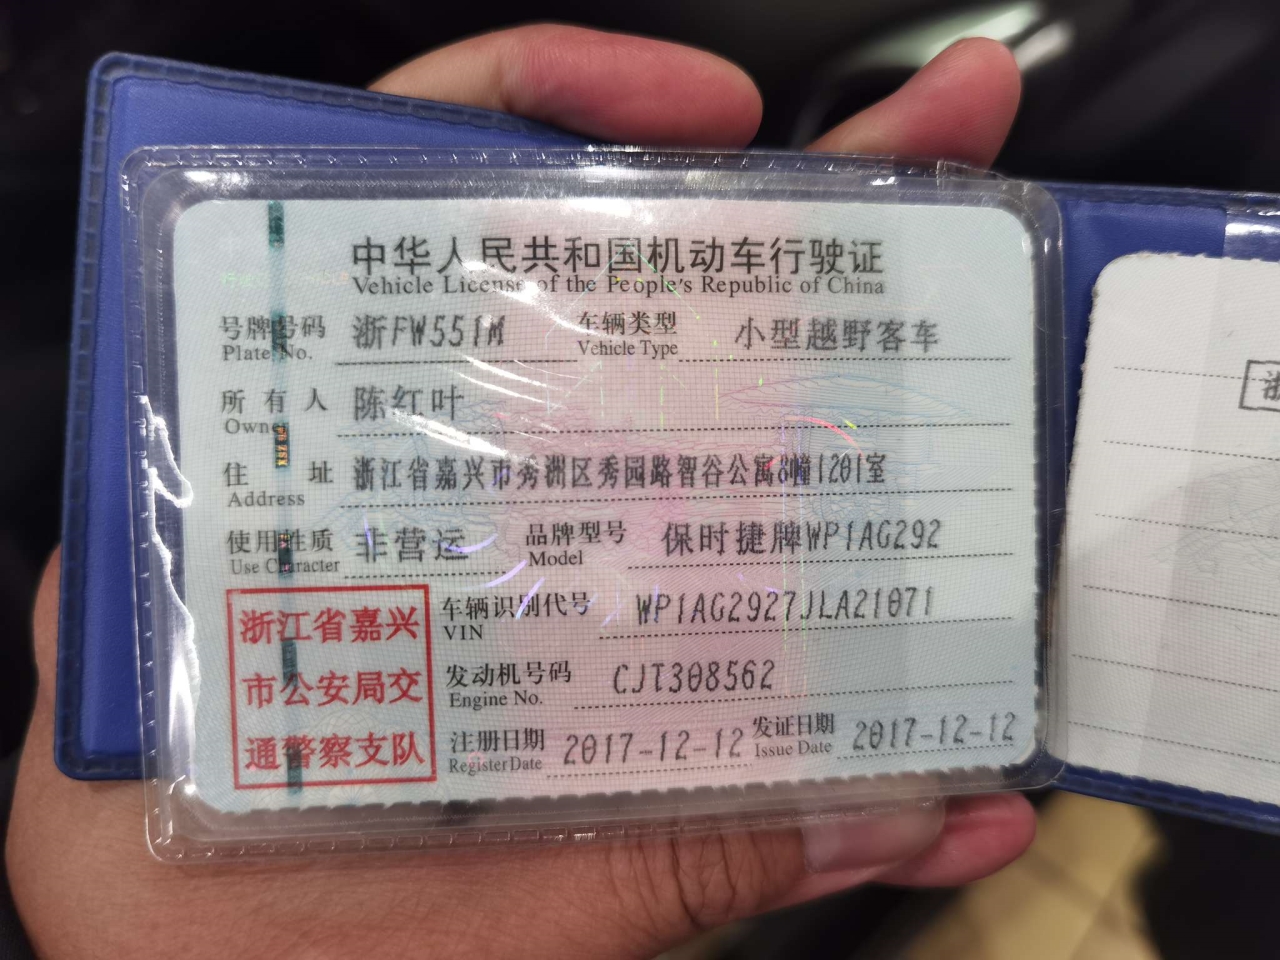 中华人民共和国机动车行驶证
Vehicle License of the People's Republic of China
号牌号码 浙FW551M 车辆类型 小型越野客车
Plate No. Vehicle Type
所有人 陈红叶
Owner
住址 浙江省嘉兴市秀洲区秀园路智谷公寓8幢1201室
Address
使用性质 非营运 品牌型号 保时捷牌WP1AG292
Use Character Model
浙江省嘉兴
市公安局交
通警察支队
车辆识别代号 WP1AG2927JLA21071
VIN
发动机号码 CJT308562
Engine No.
注册日期 2017-12-12 发证日期 2017-12-12
Register Date Issue Date